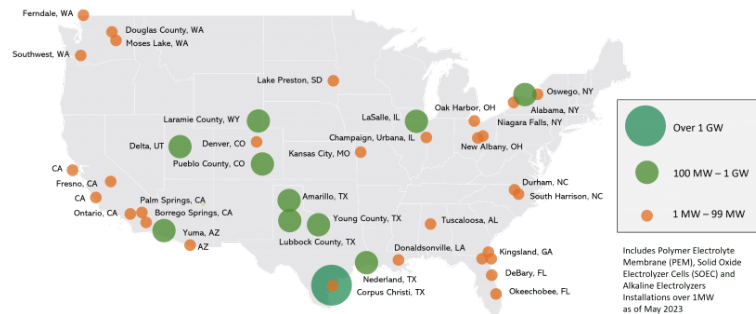 Ferndale, WA
Douglas County, WA
Moses Lake, WA
Southwest, WA
Lake Preston, SD
Oak Harbor, OH
Oswego, NY
Alabama, NY
Niagara Falls, NY
Laramie County, WY
LaSalle, IL
Delta, UT
Denver, CO
Champaign, Urbana, IL
New Albany, OH
Kansas City, MO
Pueblo County, CO
CA
Fresno, CA
CA
Palm Springs, CA
Ontario, CA
Borrego Springs, CA
Yuma, AZ
AZ
Amarillo, TX
Young County, TX
Lubbock County, TX
Durham, NC
South Harrison, NC
Tuscaloosa, AL
Donaldsonville, LA
Kingsland, GA
Nederland, TX
DeBary, FL
Corpus Christi, TX
Okeechobee, FL
Over 1 GW
100 MW – 1 GW
1 MW – 99 MW
Includes Polymer Electrolyte
Membrane (PEM), Solid Oxide
Electrolyzer Cells (SOEC) and
Alkaline Electrolyzers
Installations over 1MW
as of May 2023